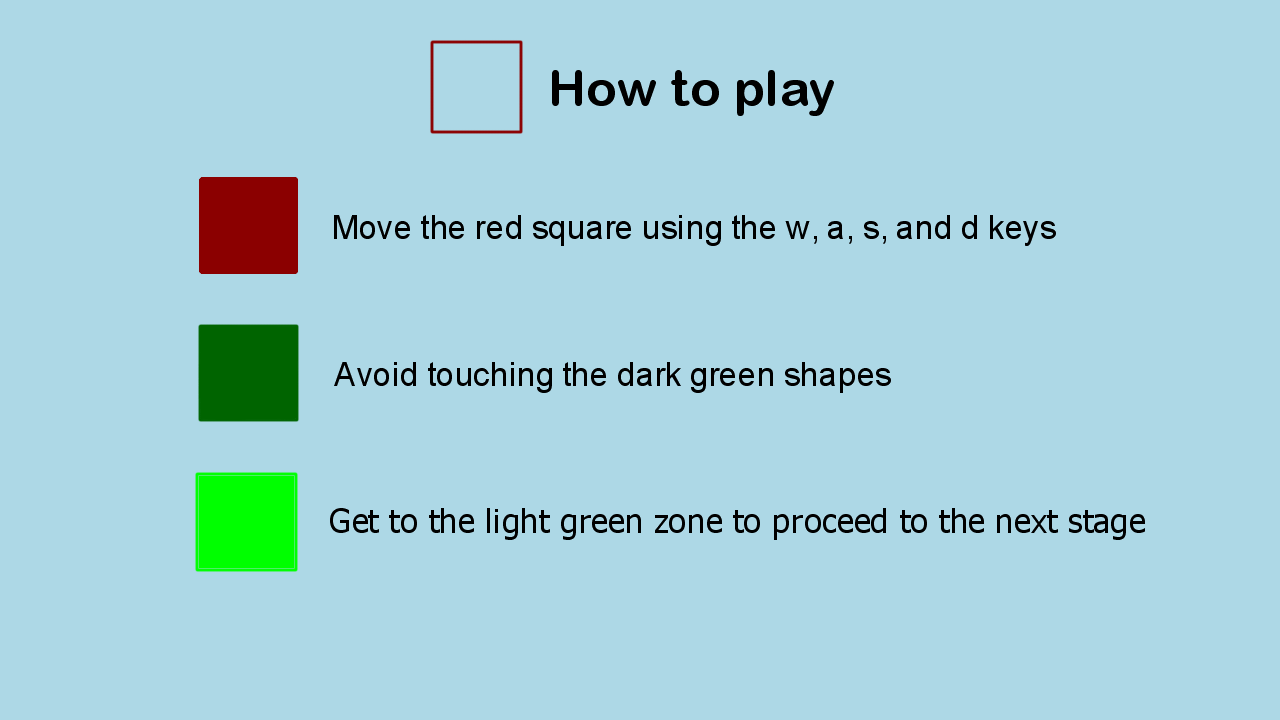 How to play
Move the red square using the w, a, s, and d keys
Avoid touching the dark green shapes
Get to the light green zone to proceed to the next stage